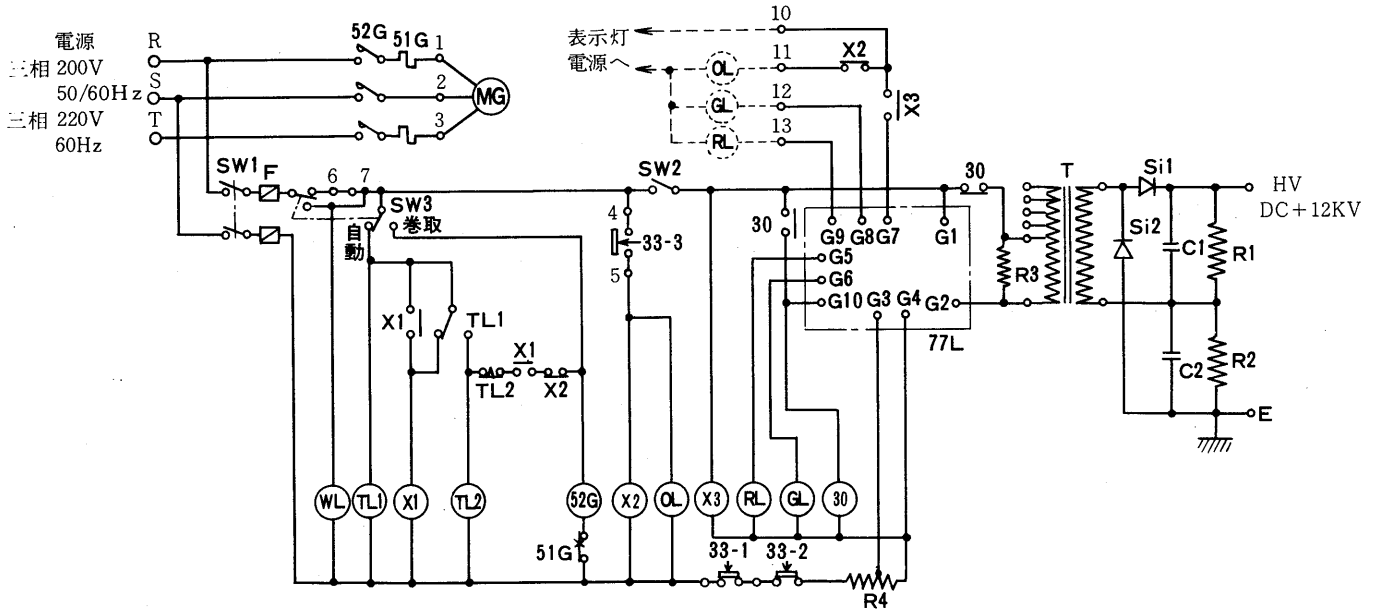 電源
三相 200V
50/60Hz
三相 220V
60Hz
R
S
T
52G 51G 1
2
3
MG
表示灯
電源へ
10
11
12
13
OL
GL
RL
X2
X3
SW1 F 6 7
SW3
巻取
自動
X1
TL1
TL2
X1
X2
4
33-3
5
SW2
30
30
G9 G8 G7 G1
G5
G6
G10 G3 G4 G2
77L
R3
T
Si1
Si2
C1
R1
C2
R2
HV
DC+12KV
E
WL TL1 X1 TL2 52G X2 OL X3 RL GL 30
51G
33-1 33-2
R4